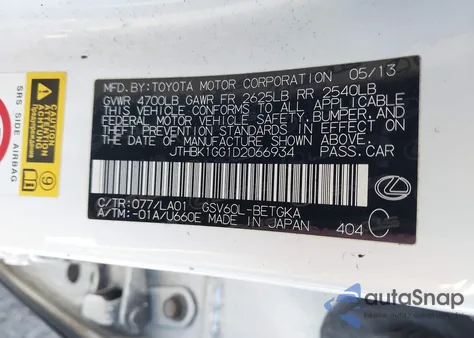 MFD. BY: TOYOTA MOTOR CORPORATION 05/13
GVWR 4700LB GAWR FR 2625LB RR 2540LB
THIS VEHICLE CONFORMS TO ALL APPLICABLE
FEDERAL MOTOR VEHICLE SAFETY, BUMPER, AND
THEFT PREVENTION STANDARDS IN EFFECT ON
THE DATE OF MANUFACTURE SHOWN ABOVE.
JTHBK1GG1D2066934 PASS. CAR
C/TR: 077/LA01 GSV60L-BETGKA
A/TM: -01A/U660E MADE IN JAPAN 404 C
SRS SIDE AIRBAG
ACHTUNG
9
autoSnap